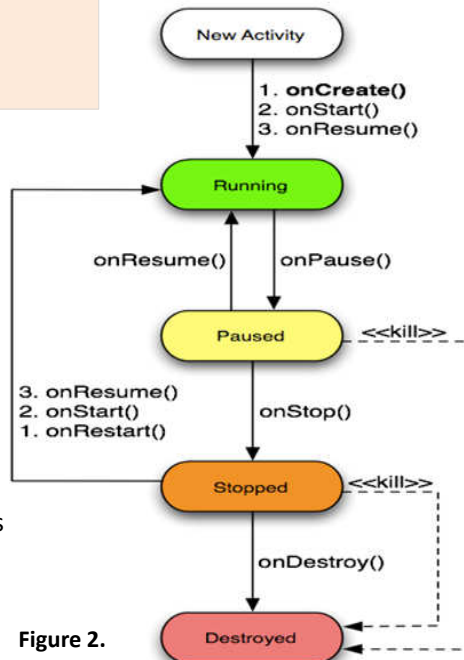 New Activity
1. onCreate()
2. onStart()
3. onResume()
Running
onResume()
onPause()
Paused
<<kill>>
3. onResume()
2. onStart()
1. onRestart()
onStop()
Stopped
<<kill>>
s
onDestroy()
Figure 2.
Destroyed